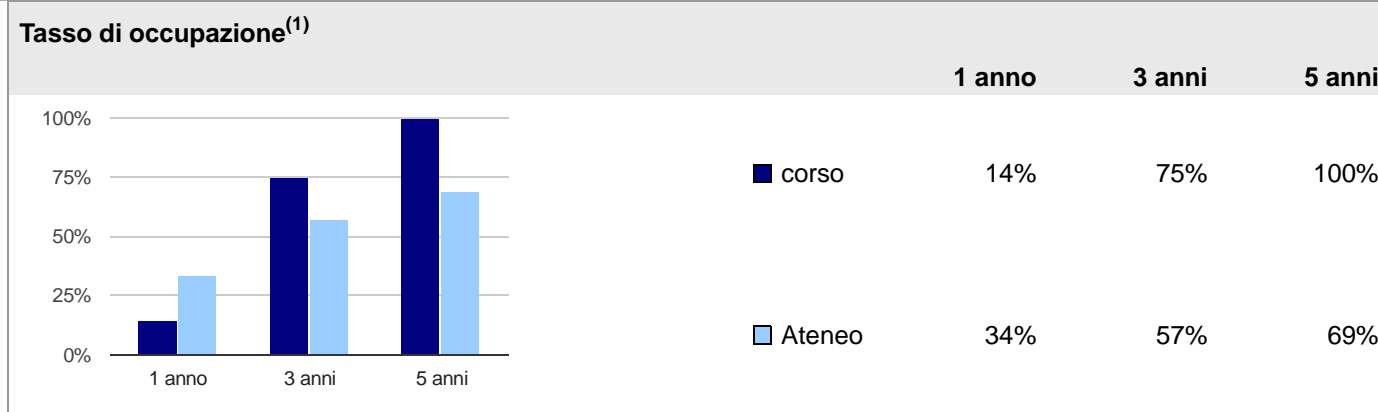 Tasso di occupazione(1)
1 anno 3 anni 5 anni
100%
75%
50%
25%
0%
1 anno 3 anni 5 anni
corso 14% 75% 100%
Ateneo 34% 57% 69%